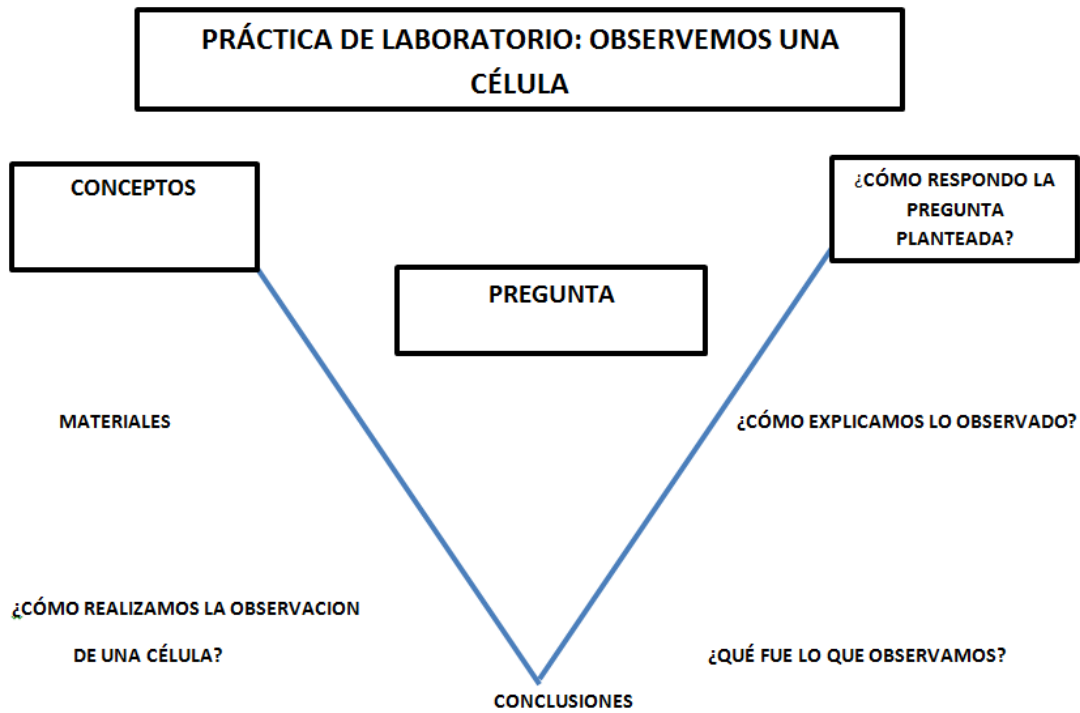 PRÁCTICA DE LABORATORIO: OBSERVEMOS UNA
CÉLULA
CONCEPTOS
¿CÓMO RESPONDO LA
PREGUNTA
PLANTEADA?
PREGUNTA
MATERIALES
¿CÓMO EXPLICAMOS LO OBSERVADO?
¿CÓMO REALIZAMOS LA OBSERVACION
DE UNA CÉLULA?
¿QUÉ FUE LO QUE OBSERVAMOS?
CONCLUSIONES